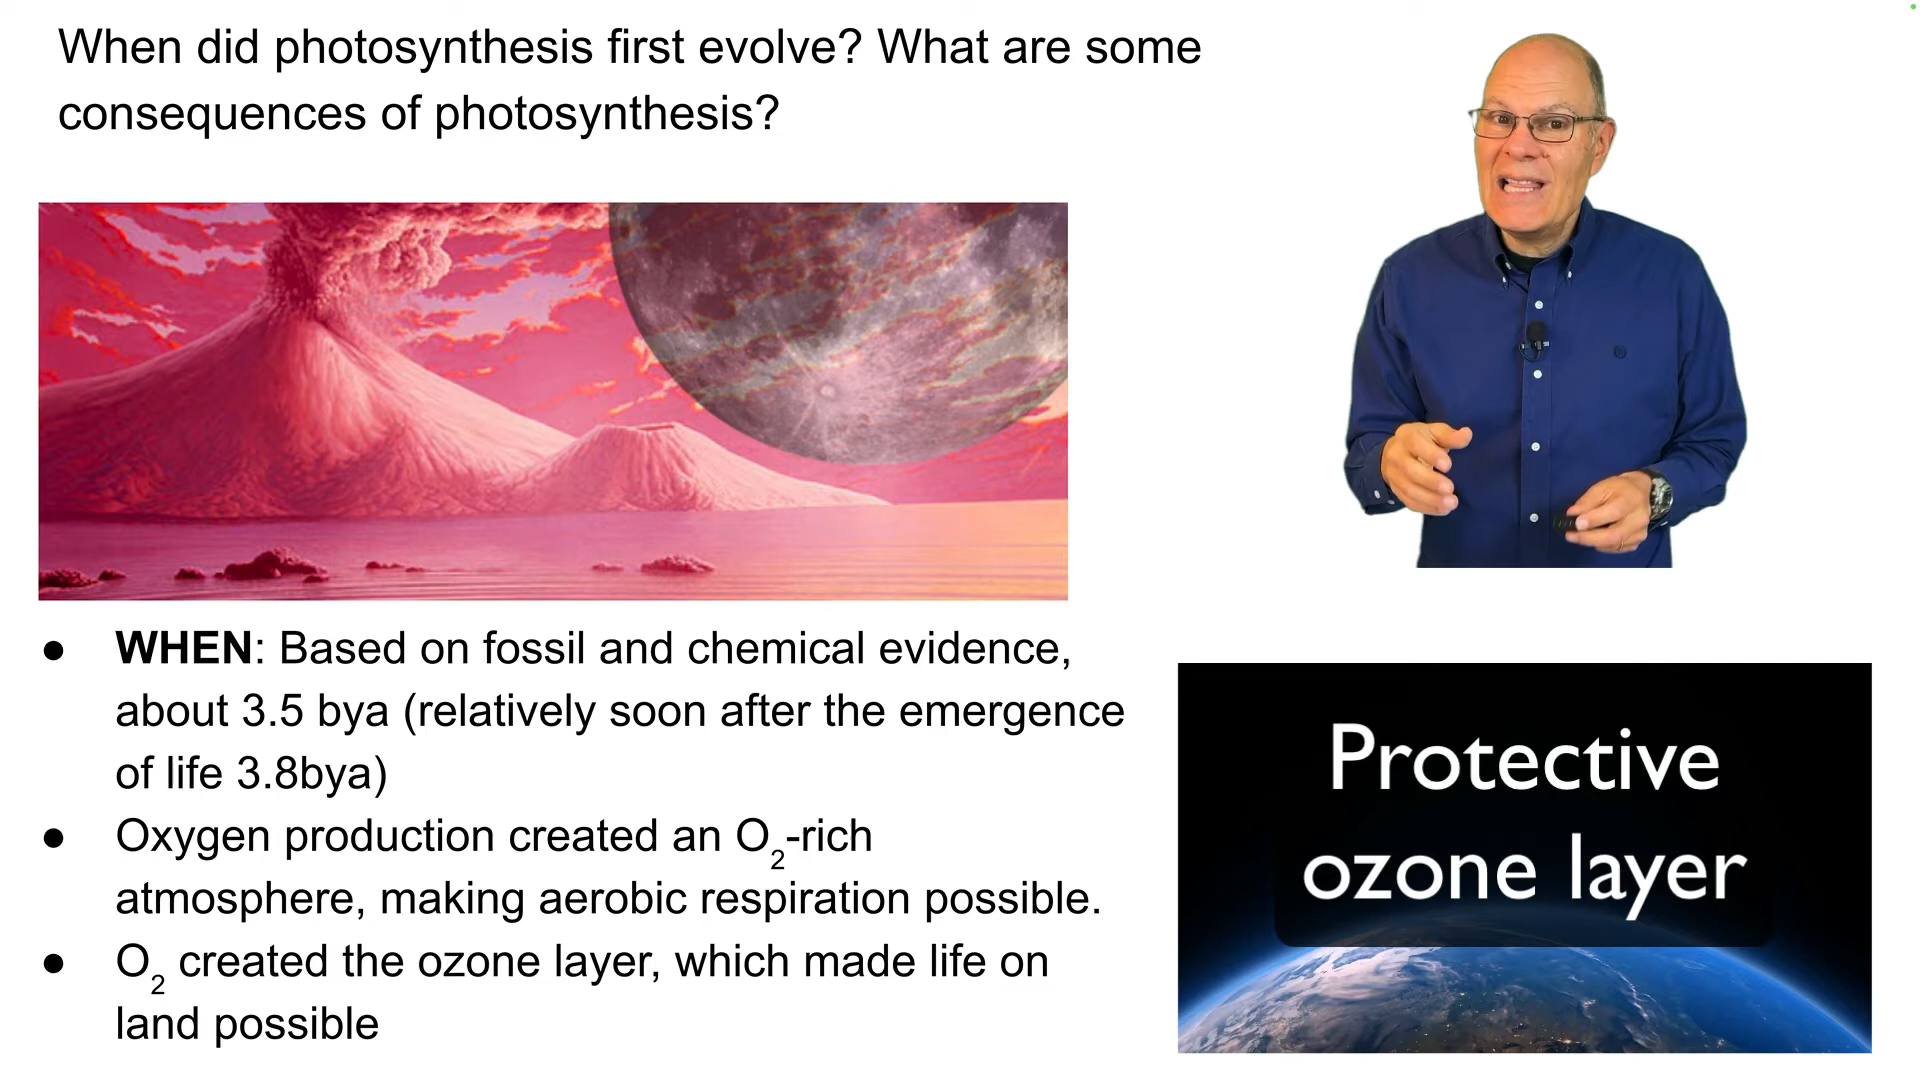 When did photosynthesis first evolve? What are some
consequences of photosynthesis?
● WHEN: Based on fossil and chemical evidence,
about 3.5 bya (relatively soon after the emergence
of life 3.8bya)
● Oxygen production created an O₂-rich
atmosphere, making aerobic respiration possible.
● O₂ created the ozone layer, which made life on
land possible
Protective
ozone layer